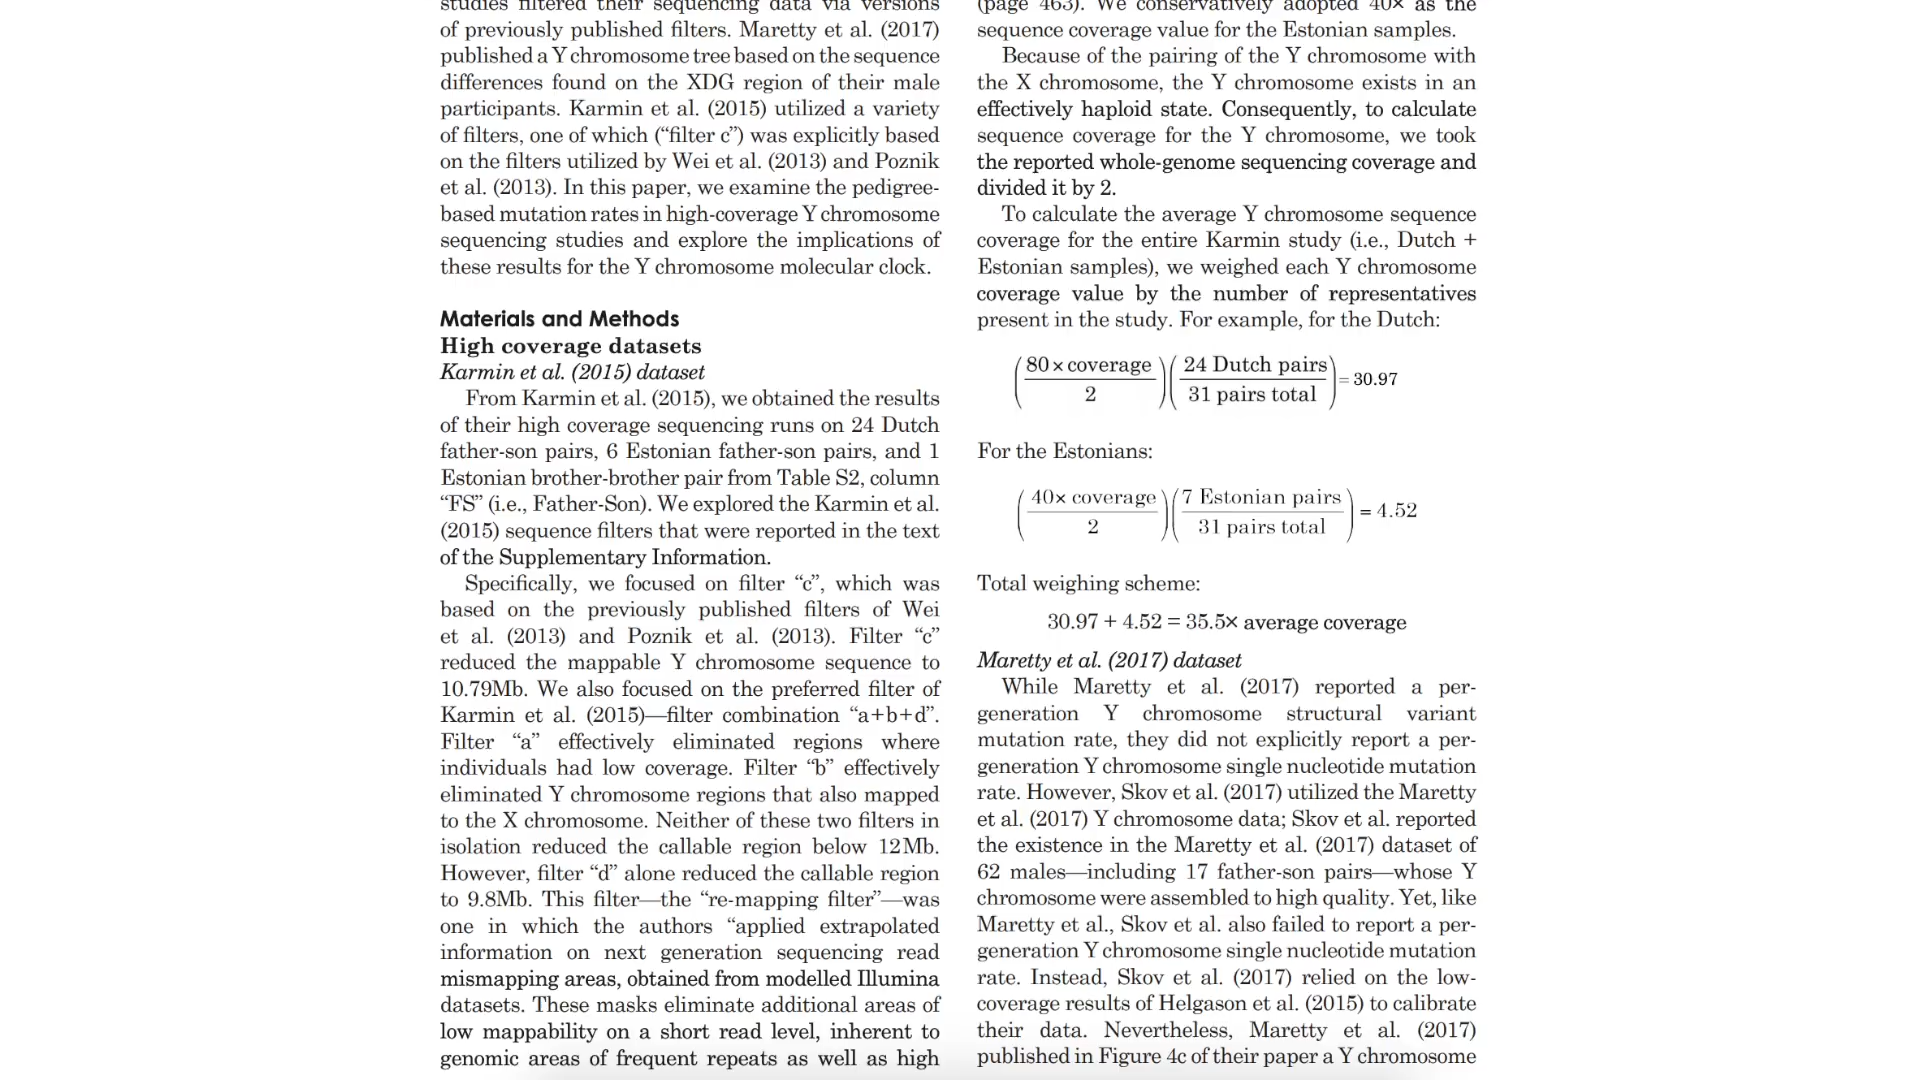 studies filtered their sequencing data via versions
of previously published filters. Maretty et al. (2017)
published a Y chromosome tree based on the sequence
differences found on the XDG region of their male
participants. Karmin et al. (2015) utilized a variety
of filters, one of which (“filter c”) was explicitly based
on the filters utilized by Wei et al. (2013) and Poznik
et al. (2013). In this paper, we examine the pedigree-
based mutation rates in high-coverage Y chromosome
sequencing studies and explore the implications of
these results for the Y chromosome molecular clock.
Materials and Methods
High coverage datasets
Karmin et al. (2015) dataset
From Karmin et al. (2015), we obtained the results
of their high coverage sequencing runs on 24 Dutch
father-son pairs, 6 Estonian father-son pairs, and 1
Estonian brother-brother pair from Table S2, column
“FS” (i.e., Father-Son). We explored the Karmin et al.
(2015) sequence filters that were reported in the text
of the Supplementary Information.
Specifically, we focused on filter “c”, which was
based on the previously published filters of Wei
et al. (2013) and Poznik et al. (2013). Filter “c”
reduced the mappable Y chromosome sequence to
10.79Mb. We also focused on the preferred filter of
Karmin et al. (2015)—filter combination “a+b+d”.
Filter “a” effectively eliminated regions where
individuals had low coverage. Filter “b” effectively
eliminated Y chromosome regions that also mapped
to the X chromosome. Neither of these two filters in
isolation reduced the callable region below 12Mb.
However, filter “d” alone reduced the callable region
to 9.8Mb. This filter—the “re-mapping filter”—was
one in which the authors “applied extrapolated
information on next generation sequencing read
mismapping areas, obtained from modelled Illumina
datasets. These masks eliminate additional areas of
low mappability on a short read level, inherent to
genomic areas of frequent repeats as well as high
(page 463). We conservatively adopted 40× as the
sequence coverage value for the Estonian samples.
Because of the pairing of the Y chromosome with
the X chromosome, the Y chromosome exists in an
effectively haploid state. Consequently, to calculate
sequence coverage for the Y chromosome, we took
the reported whole-genome sequencing coverage and
divided it by 2.
To calculate the average Y chromosome sequence
coverage for the entire Karmin study (i.e., Dutch +
Estonian samples), we weighed each Y chromosome
coverage value by the number of representatives
present in the study. For example, for the Dutch:
(80× coverage / 2)(24 Dutch pairs / 31 pairs total) = 30.97
For the Estonians:
(40× coverage / 2)(7 Estonian pairs / 31 pairs total) = 4.52
Total weighing scheme:
30.97 + 4.52 = 35.5× average coverage
Maretty et al. (2017) dataset
While Maretty et al. (2017) reported a per-
generation Y chromosome structural variant
mutation rate, they did not explicitly report a per-
generation Y chromosome single nucleotide mutation
rate. However, Skov et al. (2017) utilized the Maretty
et al. (2017) Y chromosome data; Skov et al. reported
the existence in the Maretty et al. (2017) dataset of
62 males—including 17 father-son pairs—whose Y
chromosome were assembled to high quality. Yet, like
Maretty et al., Skov et al. also failed to report a per-
generation Y chromosome single nucleotide mutation
rate. Instead, Skov et al. (2017) relied on the low-
coverage results of Helgason et al. (2015) to calibrate
their data. Nevertheless, Maretty et al. (2017)
published in Figure 4c of their paper a Y chromosome